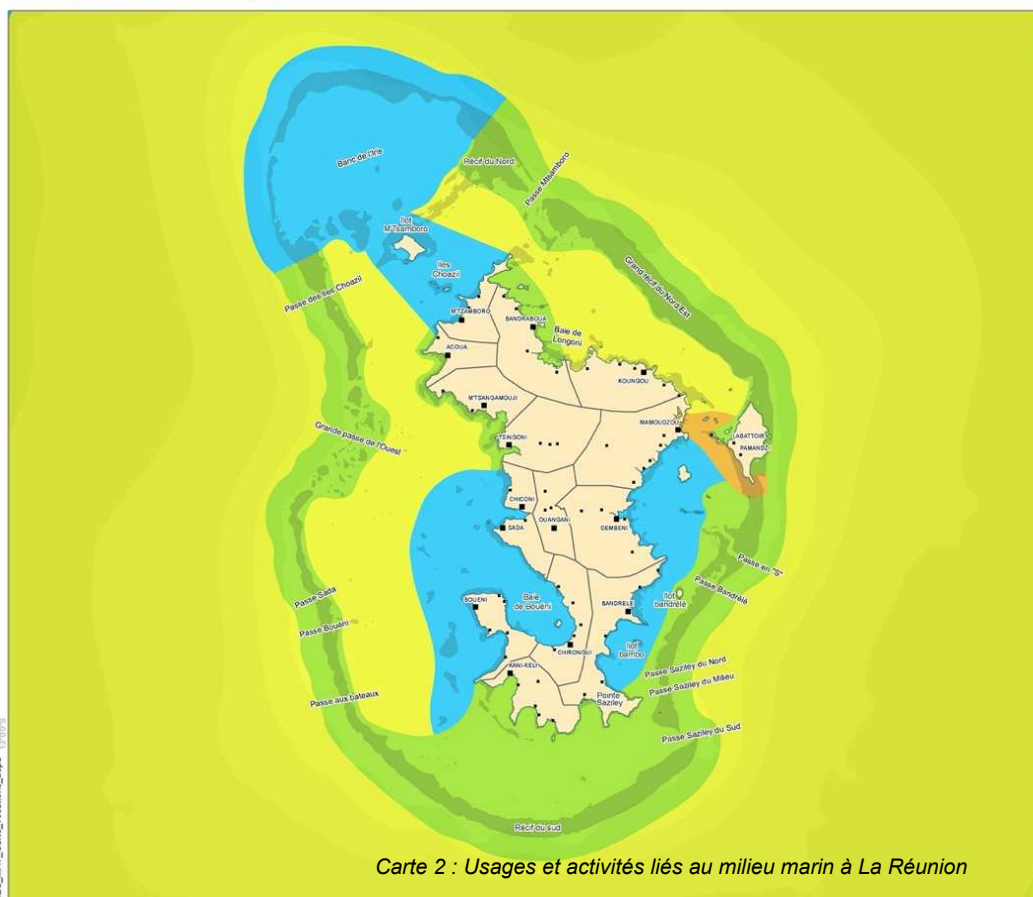 Banc de l'Iris
Récif du Nord
Passe Mtsamboro
Ilot
M'Tsamboro
Iles
Choazil
Passe des iles Choazil
Grand récif du Nord Est
M'TZAMBORO
BANDRABOUA
Baie de
Longoni
ACOUA
KOUNGOU
M'TSANGAMOUJI
MAMOUDZOU
LABATTOIR
PAMANDZI
Grande passe de l'Ouest
TSINGONI
CHICONI
OUANGANI
SADA
DEMBENI
Passe en "S"
Passe Bandrélé
Passe Sada
BOUENI
Baie
de Bouéni
BANDRELE
Ilot
bandrélé
Passe Bouéni
CHIRONGUI
Ilot
bambo
KANI-KELI
Passe Saziley du Nord
Passe Saziley du Milieu
Passe aux bateaux
Pointe
Saziley
Passe Saziley du Sud
Récif du sud
Carte 2 : Usages et activités liés au milieu marin à La Réunion